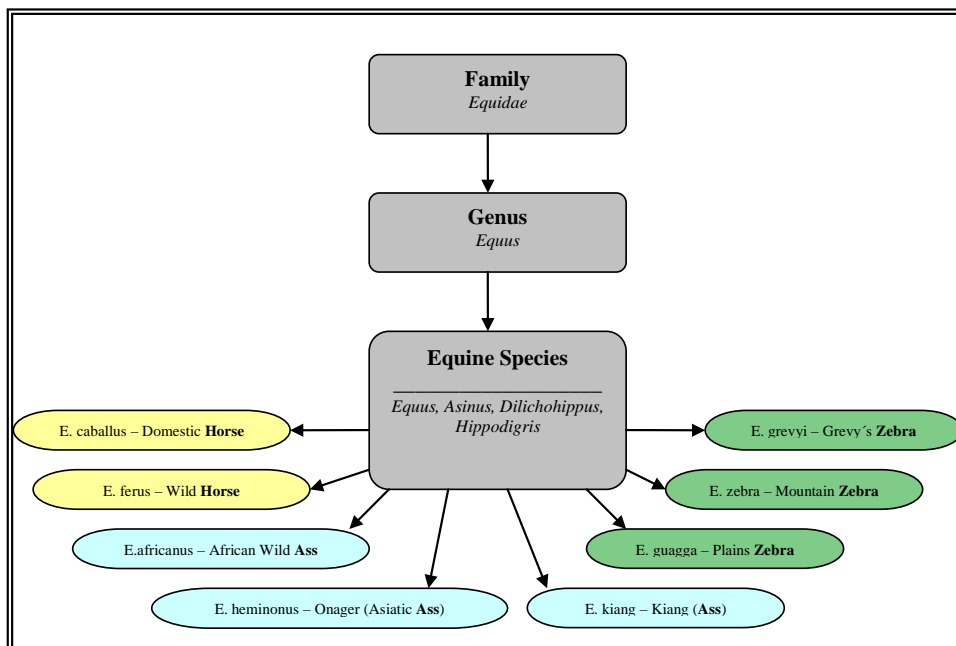 Family
Equidae
Genus
Equus
Equine Species
Equus, Asinus, Dilichohippus,
Hippodigris
E. caballus – Domestic Horse
E. grevyi – Grevy´s Zebra
E. ferus – Wild Horse
E. zebra – Mountain Zebra
E.africanus – African Wild Ass
E. guagga – Plains Zebra
E. heminonus – Onager (Asiatic Ass)
E. kiang – Kiang (Ass)